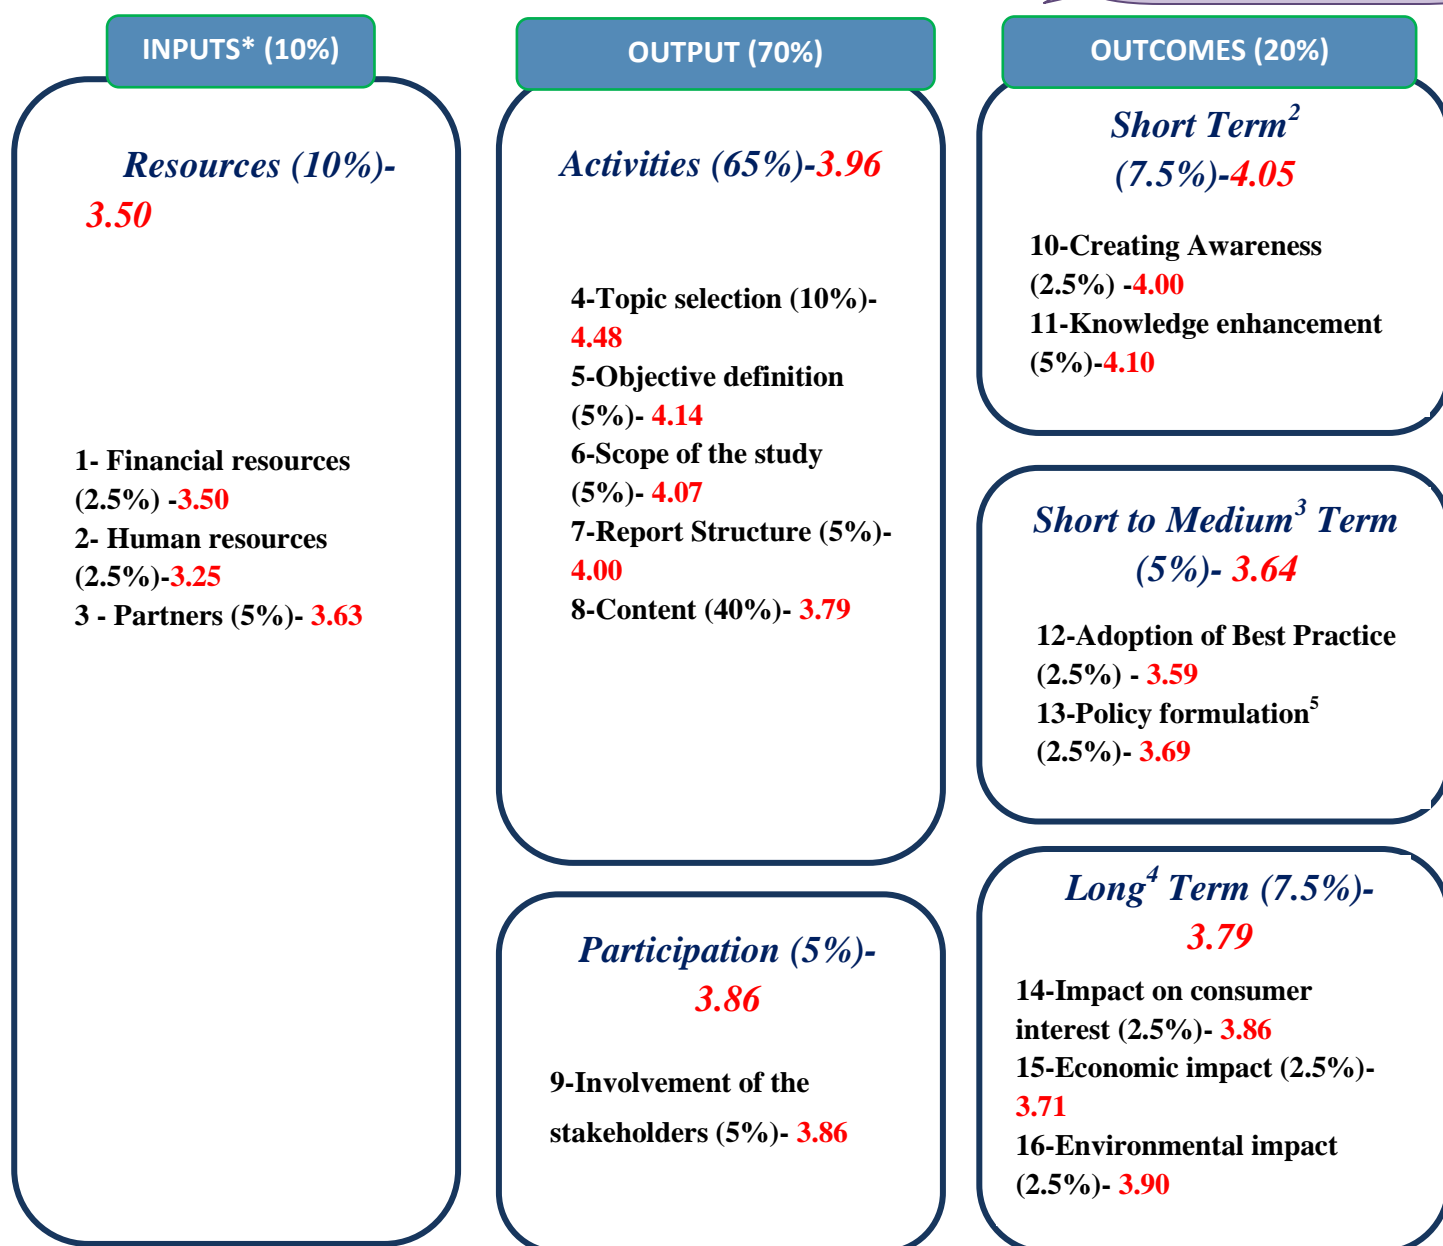 INPUTS* (10%)
Resources (10%)-
3.50
1- Financial resources
(2.5%) -3.50
2- Human resources
(2.5%)-3.25
3 - Partners (5%)- 3.63
OUTPUT (70%)
Activities (65%)-3.96
4-Topic selection (10%)-
4.48
5-Objective definition
(5%)- 4.14
6-Scope of the study
(5%)- 4.07
7-Report Structure (5%)-
4.00
8-Content (40%)- 3.79
Participation (5%)-
3.86
9-Involvement of the
stakeholders (5%)- 3.86
OUTCOMES (20%)
Short Term²
(7.5%)-4.05
10-Creating Awareness
(2.5%) -4.00
11-Knowledge enhancement
(5%)-4.10
Short to Medium³ Term
(5%)- 3.64
12-Adoption of Best Practice
(2.5%) - 3.59
13-Policy formulation⁵
(2.5%)- 3.69
Long⁴ Term (7.5%)-
3.79
14-Impact on consumer
interest (2.5%)- 3.86
15-Economic impact (2.5%)-
3.71
16-Environmental impact
(2.5%)- 3.90